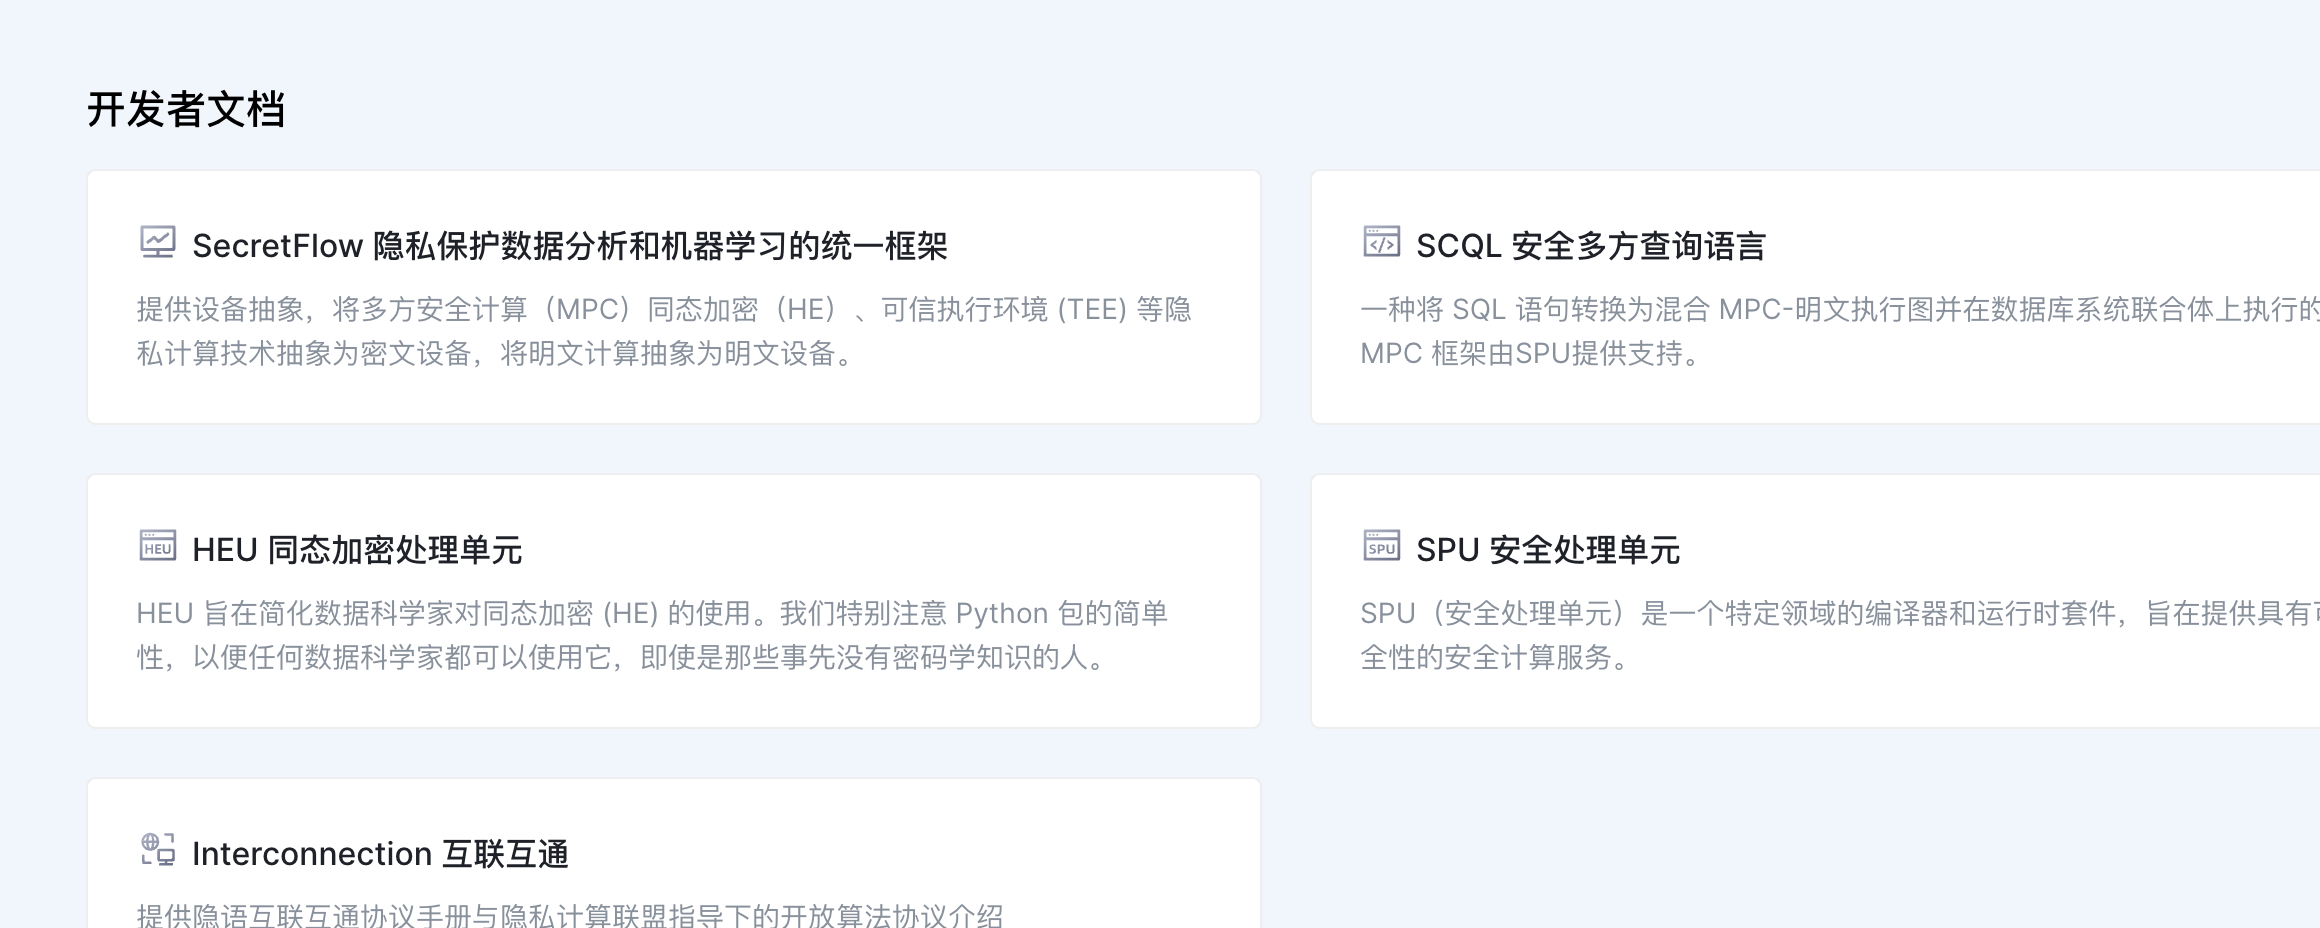 开发者文档
SecretFlow 隐私保护数据分析和机器学习的统一框架
提供设备抽象，将多方安全计算（MPC）同态加密（HE）、可信执行环境 (TEE) 等隐
私计算技术抽象为密文设备，将明文计算抽象为明文设备。
</> SCQL 安全多方查询语言
一种将 SQL 语句转换为混合 MPC-明文执行图并在数据库系统联合体上执行的
MPC 框架由SPU提供支持。
HEU HEU 同态加密处理单元
HEU 旨在简化数据科学家对同态加密 (HE) 的使用。我们特别注意 Python 包的简单
性，以便任何数据科学家都可以使用它，即使是那些事先没有密码学知识的人。
SPU SPU 安全处理单元
SPU（安全处理单元）是一个特定领域的编译器和运行时套件，旨在提供具有
全性的安全计算服务。
Interconnection 互联互通
提供隐语互联互通协议手册与隐私计算联盟指导下的开放算法协议介绍